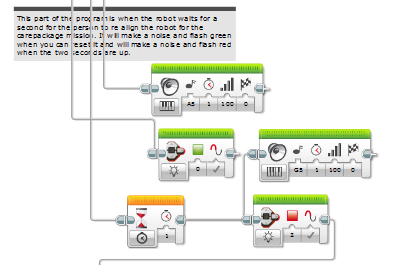 This part of the program is when the robot waits for a
second for the person to re align the robot for the
carepackage mission. It will make a noise and flash green
when you can reset it and will make a noise and flash red
when the two seconds are up.
A5 1 100 0
0
G5 1 100 0
1
2